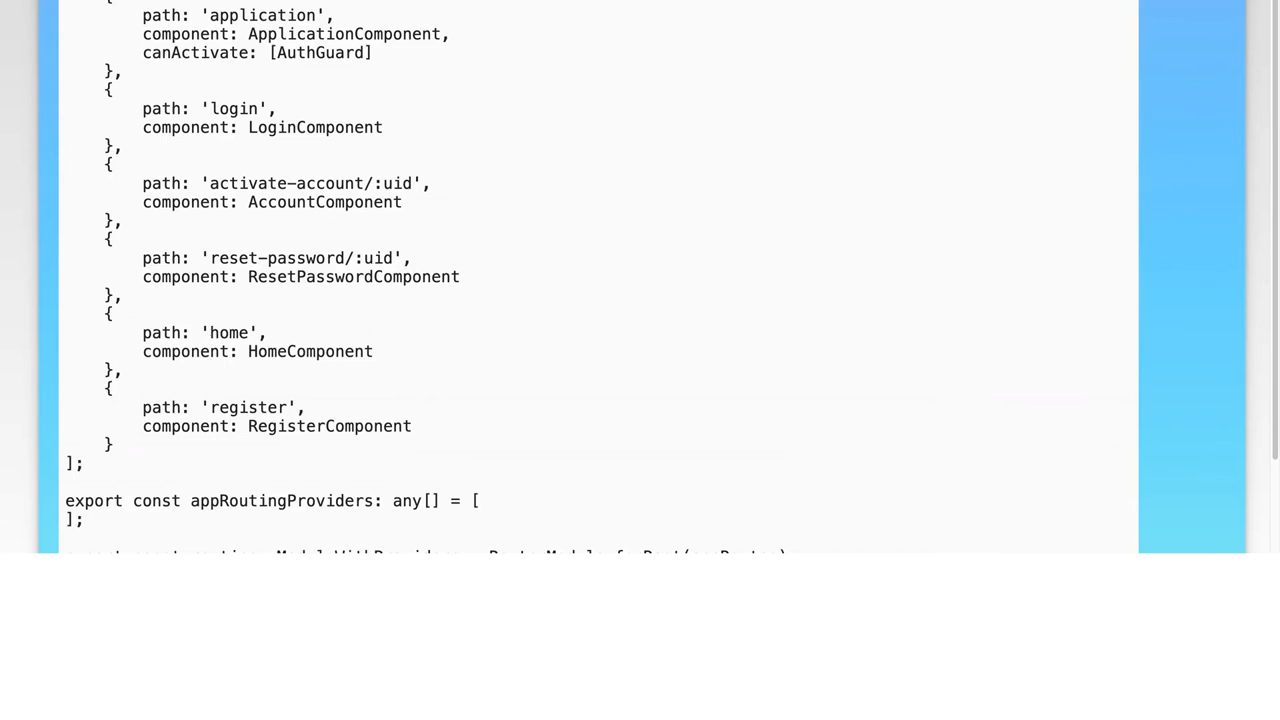 {
path: 'application',
component: ApplicationComponent,
canActivate: [AuthGuard]
},
{
path: 'login',
component: LoginComponent
},
{
path: 'activate-account/:uid',
component: AccountComponent
},
{
path: 'reset-password/:uid',
component: ResetPasswordComponent
},
{
path: 'home',
component: HomeComponent
},
{
path: 'register',
component: RegisterComponent
}
];
export const appRoutingProviders: any[] = [
];